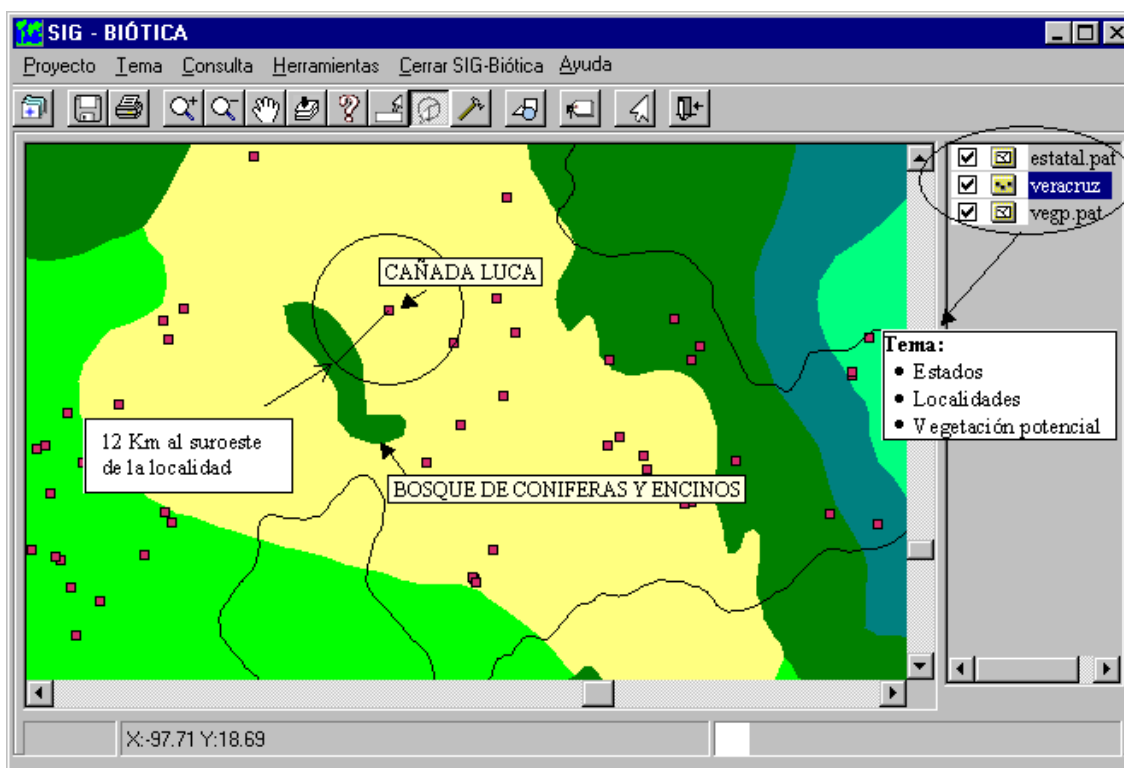 SIG - BIÓTICA
Proyecto Tema Consulta Herramientas Cerrar SIG-Biótica Ayuda
estatal.pat
veracruz
vegp.pat
CAÑADA LUCA
Tema:
• Estados
• Localidades
• Vegetación potencial
12 Km al suroeste
de la localidad
BOSQUE DE CONIFERAS Y ENCINOS
X:-97.71 Y:18.69